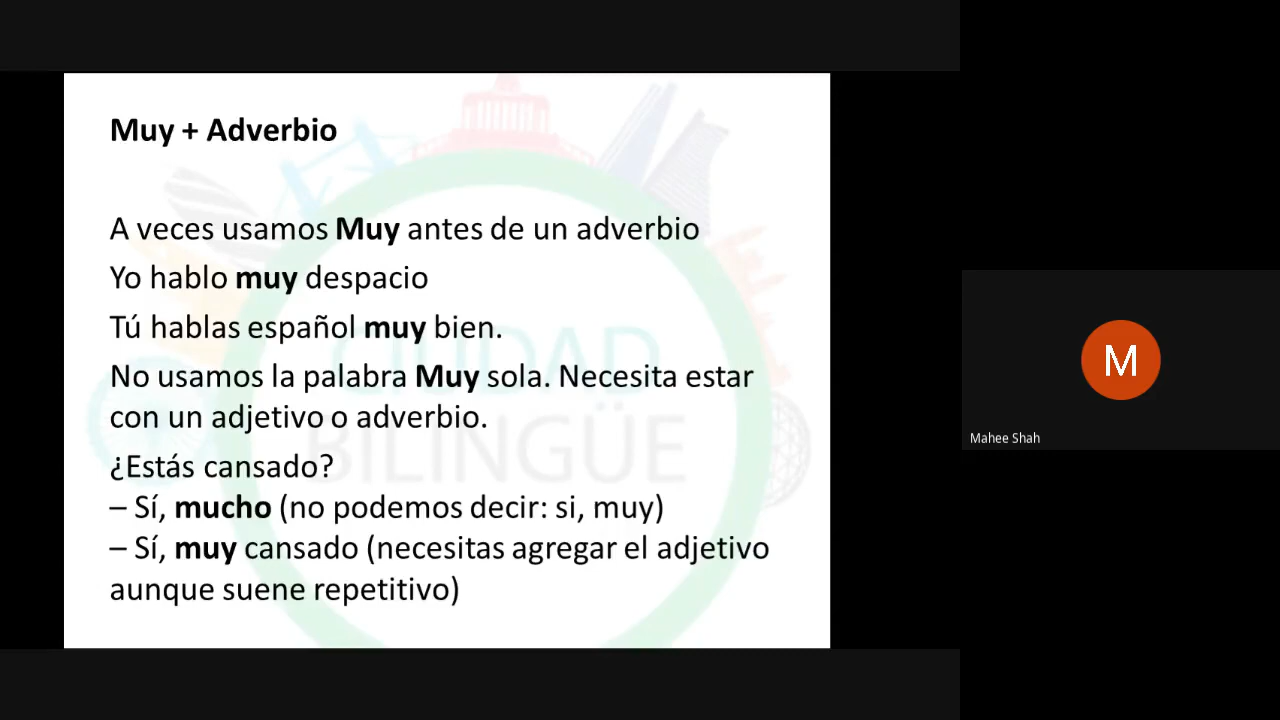 Muy + Adverbio
A veces usamos Muy antes de un adverbio
Yo hablo muy despacio
Tú hablas español muy bien.
No usamos la palabra Muy sola. Necesita estar
con un adjetivo o adverbio.
¿Estás cansado?
– Sí, mucho (no podemos decir: si, muy)
– Sí, muy cansado (necesitas agregar el adjetivo
aunque suene repetitivo)
CIUDAD
BILINGÜE
M
Mahee Shah